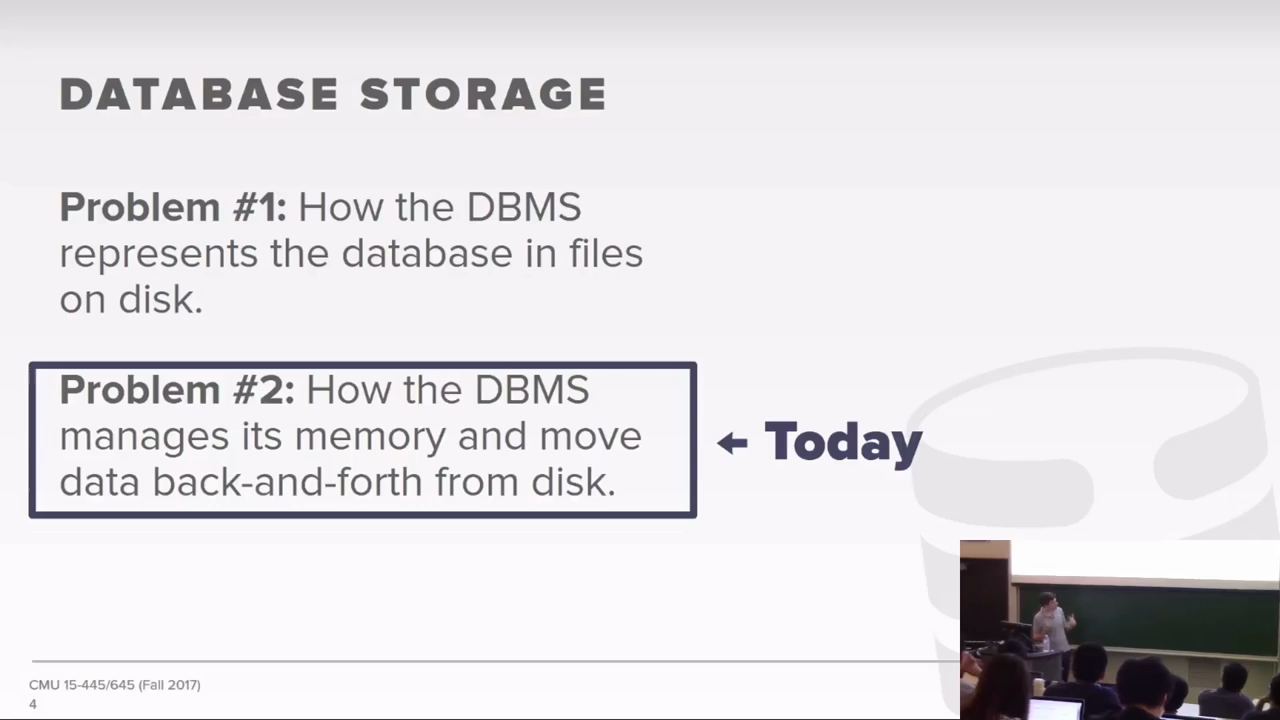 DATABASE STORAGE
Problem #1: How the DBMS
represents the database in files
on disk.
Problem #2: How the DBMS
manages its memory and move
data back-and-forth from disk.
← Today
CMU 15-445/645 (Fall 2017)
4